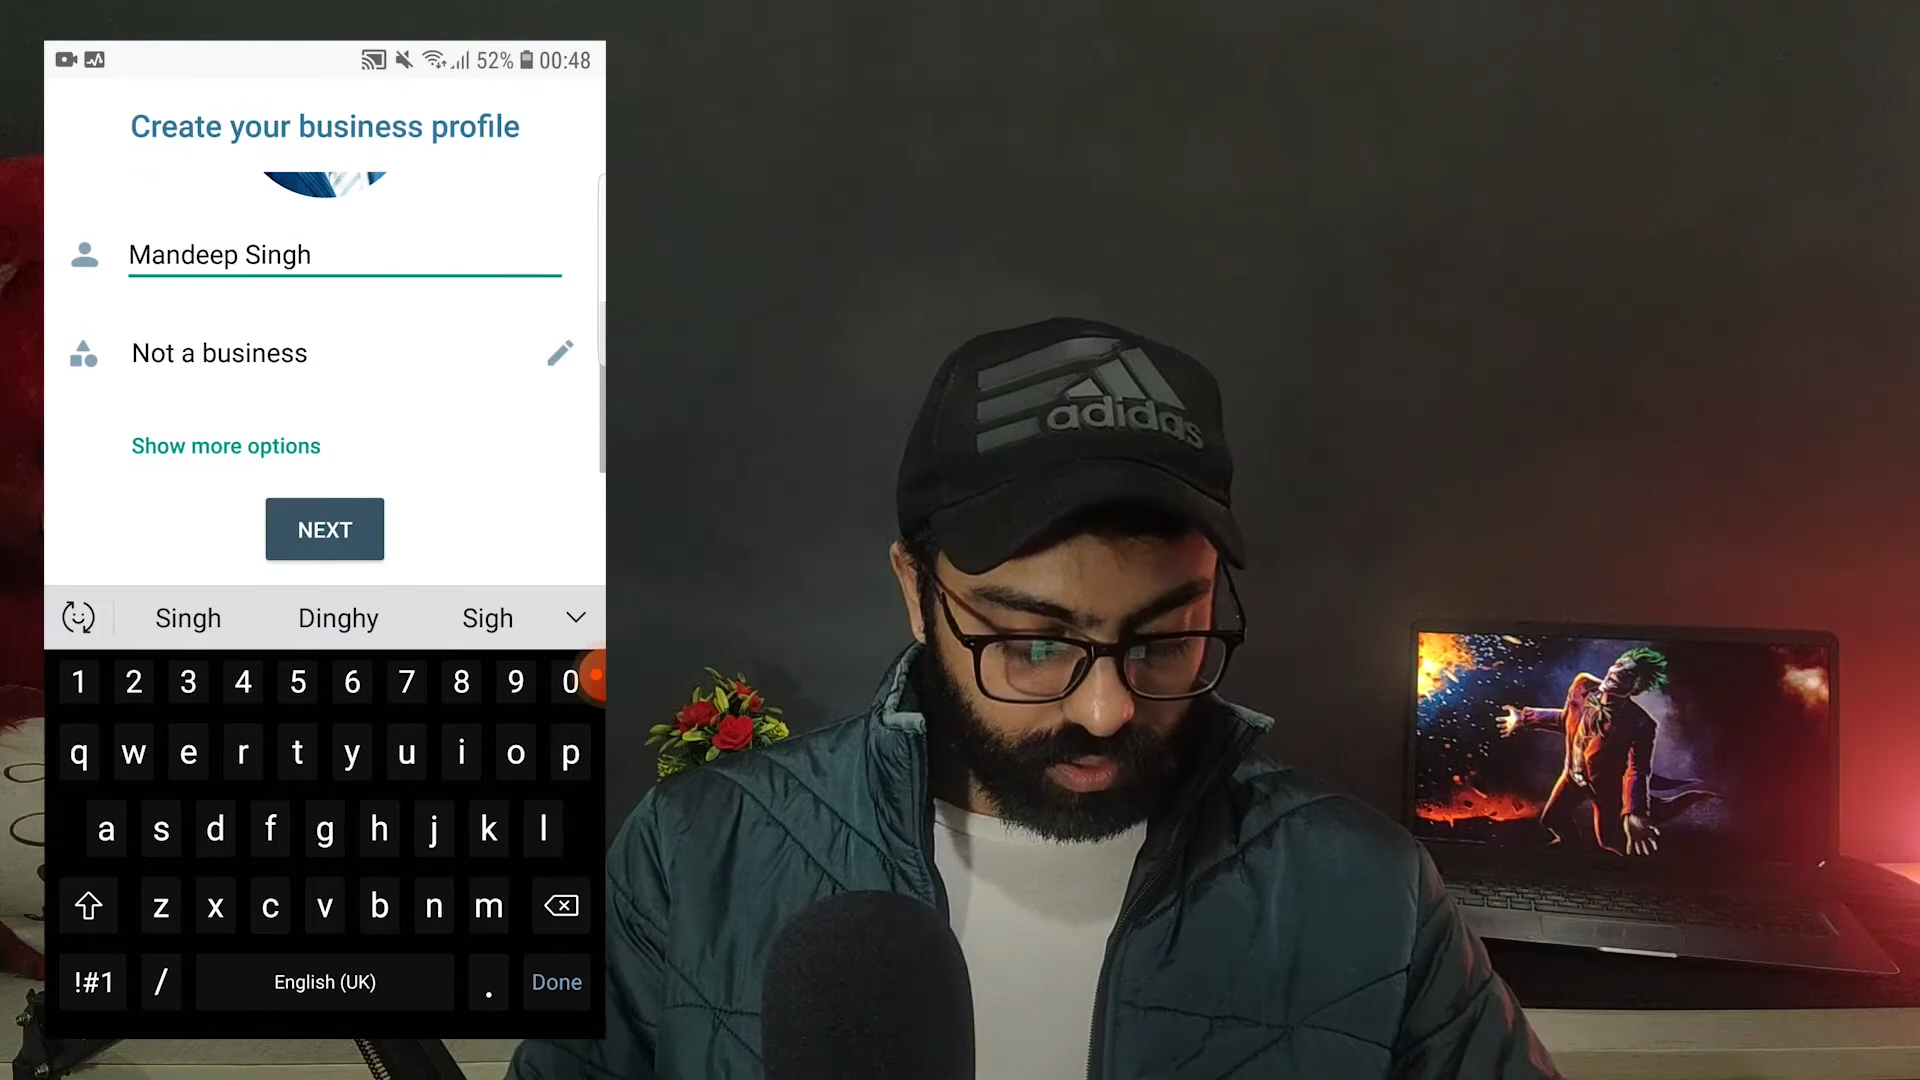 52% 00:48
Create your business profile
Mandeep Singh
Not a business
Show more options
NEXT
Singh Dinghy Sigh
1 2 3 4 5 6 7 8 9 0
q w e r t y u i o p
a s d f g h j k l
z x c v b n m
!#1 / English (UK) . Done
adidas